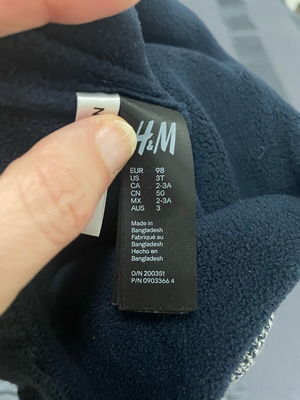 N
H&M
EUR 98
US 3T
CA 2-3A
CN 50
MX 2-3A
AUS 3
Made in
Bangladesh
Fabriqué au
Bangladesh
Hecho en
Bangladesh
O/N 200351
P/N 0903366 4